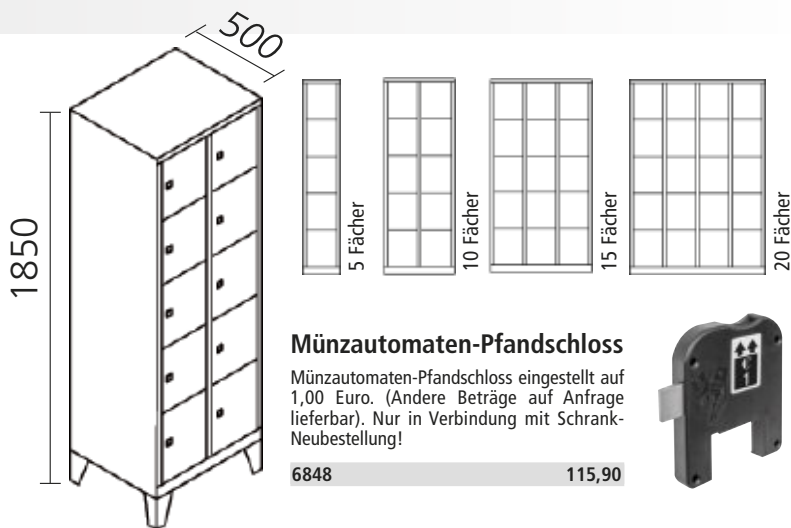 500
1850
5 Fächer
10 Fächer
15 Fächer
20 Fächer
Münzautomaten-Pfandschloss
Münzautomaten-Pfandschloss eingestellt auf
1,00 Euro. (Andere Beträge auf Anfrage
lieferbar). Nur in Verbindung mit Schrank-
Neubestellung!
6848 115,90